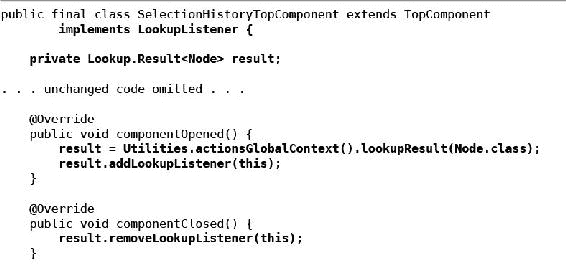 public final class SelectionHistoryTopComponent extends TopComponent
        implements LookupListener {
    private Lookup.Result<Node> result;
. . . unchanged code omitted . . .
    @Override
    public void componentOpened() {
        result = Utilities.actionsGlobalContext().lookupResult(Node.class);
        result.addLookupListener(this);
    }
    @Override
    public void componentClosed() {
        result.removeLookupListener(this);
    }